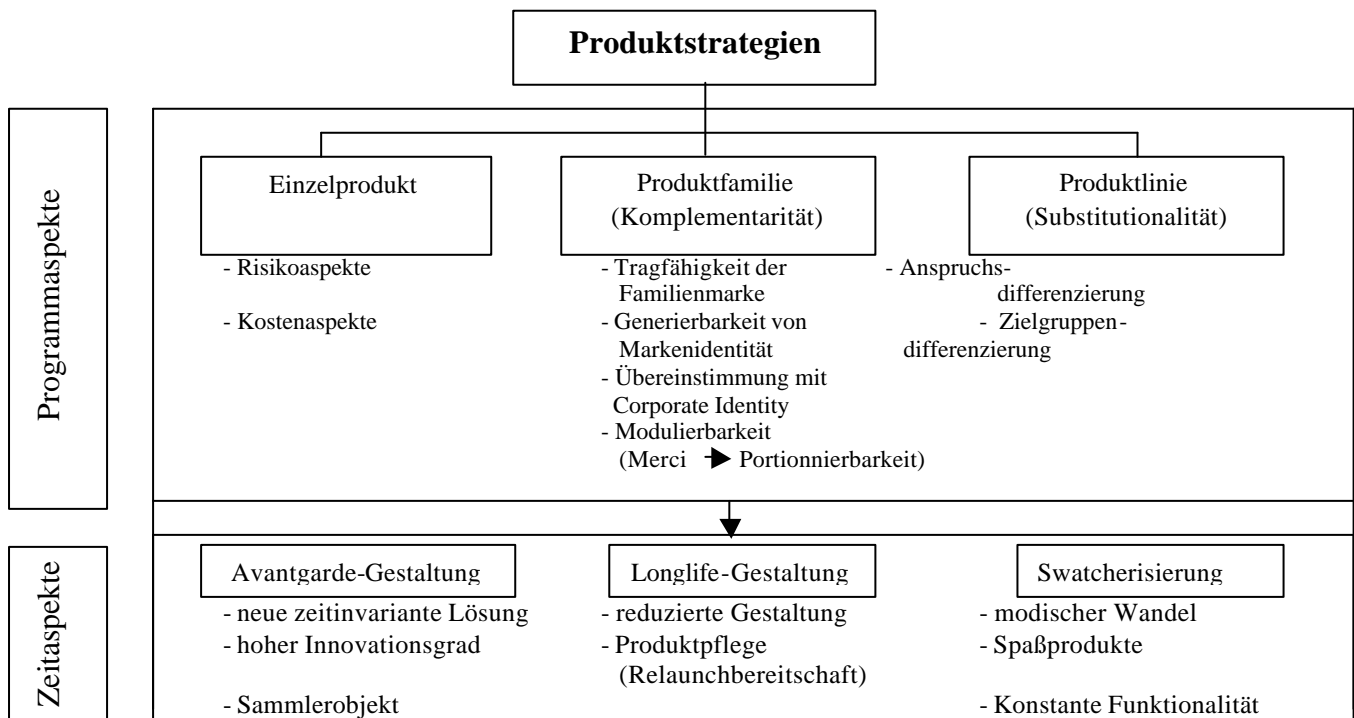 Produktstrategien
Programmaspekte
Einzelprodukt
- Risikoaspekte
- Kostenaspekte
Produktfamilie
(Komplementarität)
- Tragfähigkeit der
Familienmarke
- Generierbarkeit von
Markenidentität
- Übereinstimmung mit
Corporate Identity
- Modulierbarkeit
(Merci → Portionnierbarkeit)
Produktlinie
(Substitutionalität)
- Anspruchs-
differenzierung
- Zielgruppen-
differenzierung
Zeitaspekte
Avantgarde-Gestaltung
- neue zeitinvariante Lösung
- hoher Innovationsgrad
- Sammlerobjekt
Longlife-Gestaltung
- reduzierte Gestaltung
- Produktpflege
(Relaunchbereitschaft)
Swatcherisierung
- modischer Wandel
- Spaßprodukte
- Konstante Funktionalität